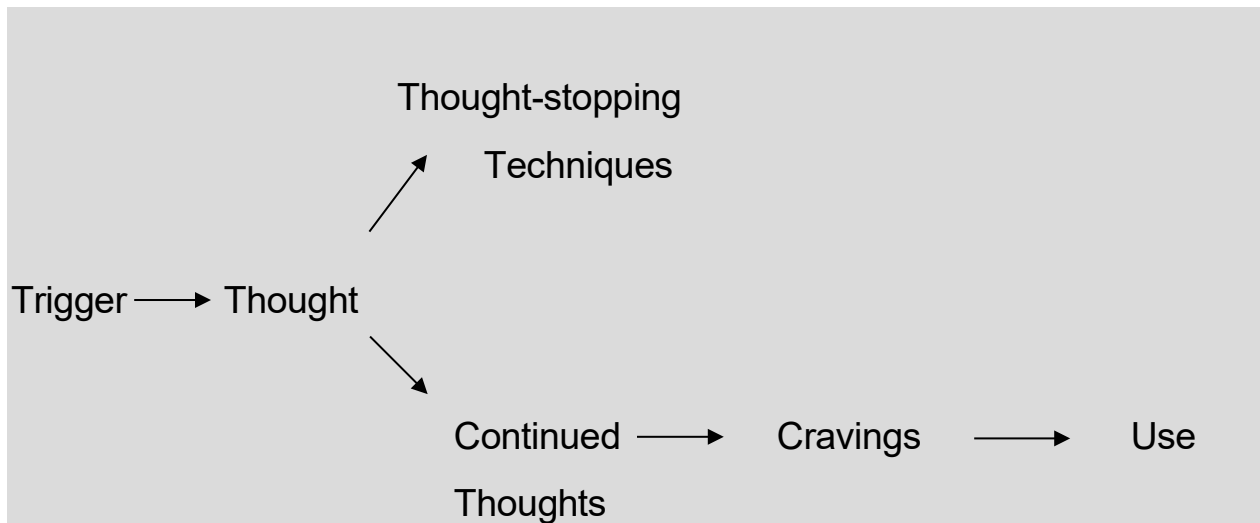 Thought-stopping
Techniques
Trigger Thought
Continued Cravings Use
Thoughts